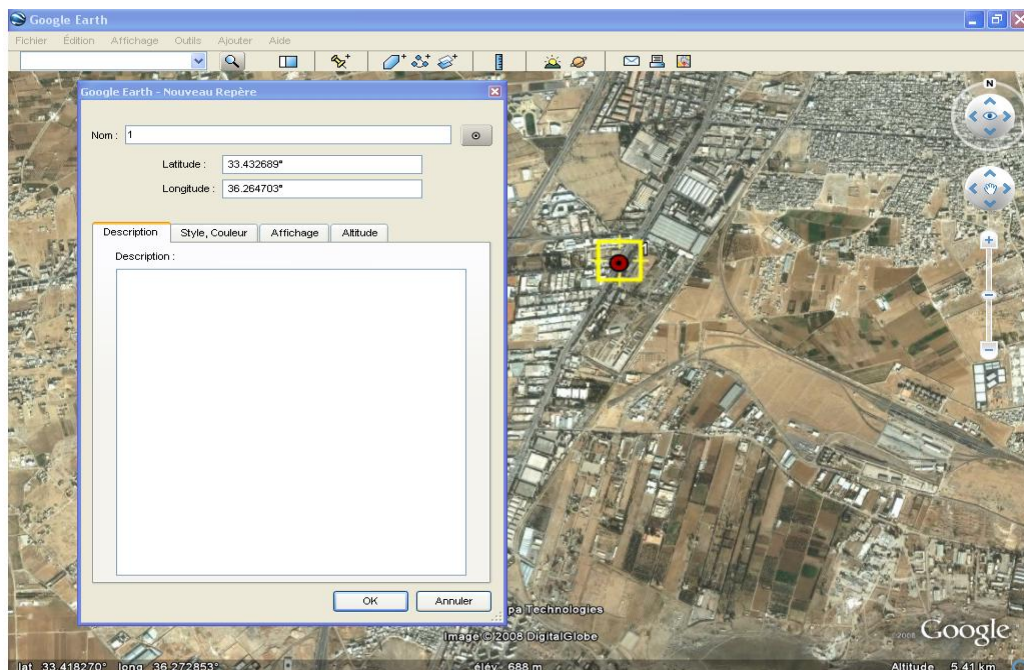 Google Earth
Fichier Édition Affichage Outils Ajouter Aide
Google Earth - Nouveau Repère
Nom : 1
Latitude : 33.432689°
Longitude : 36.264703°
Description Style, Couleur Affichage Altitude
Description :
OK Annuler
N
pa Technologies
Image © 2008 DigitalGlobe
2008 Google
lat 33.418270° long 36.272853° élév 688 m Altitude 5.41 km